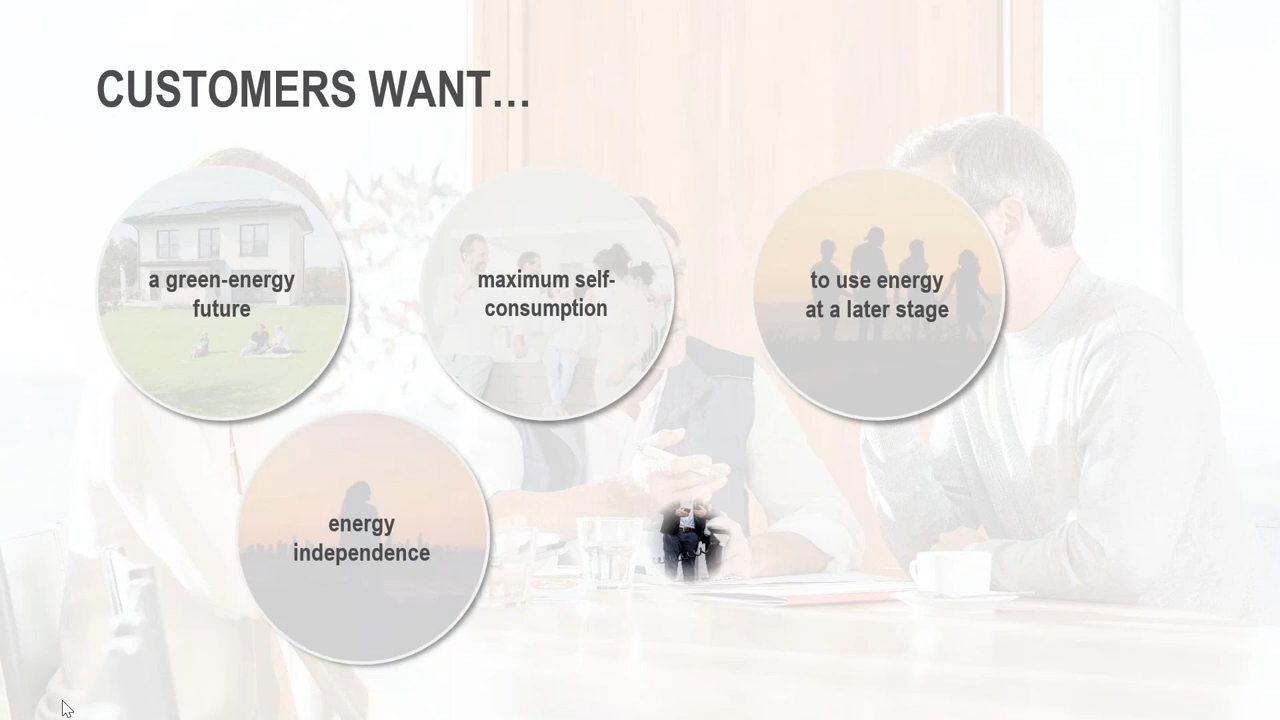 CUSTOMERS WANT...
a green-energy
future
maximum self-
consumption
to use energy
at a later stage
energy
independence